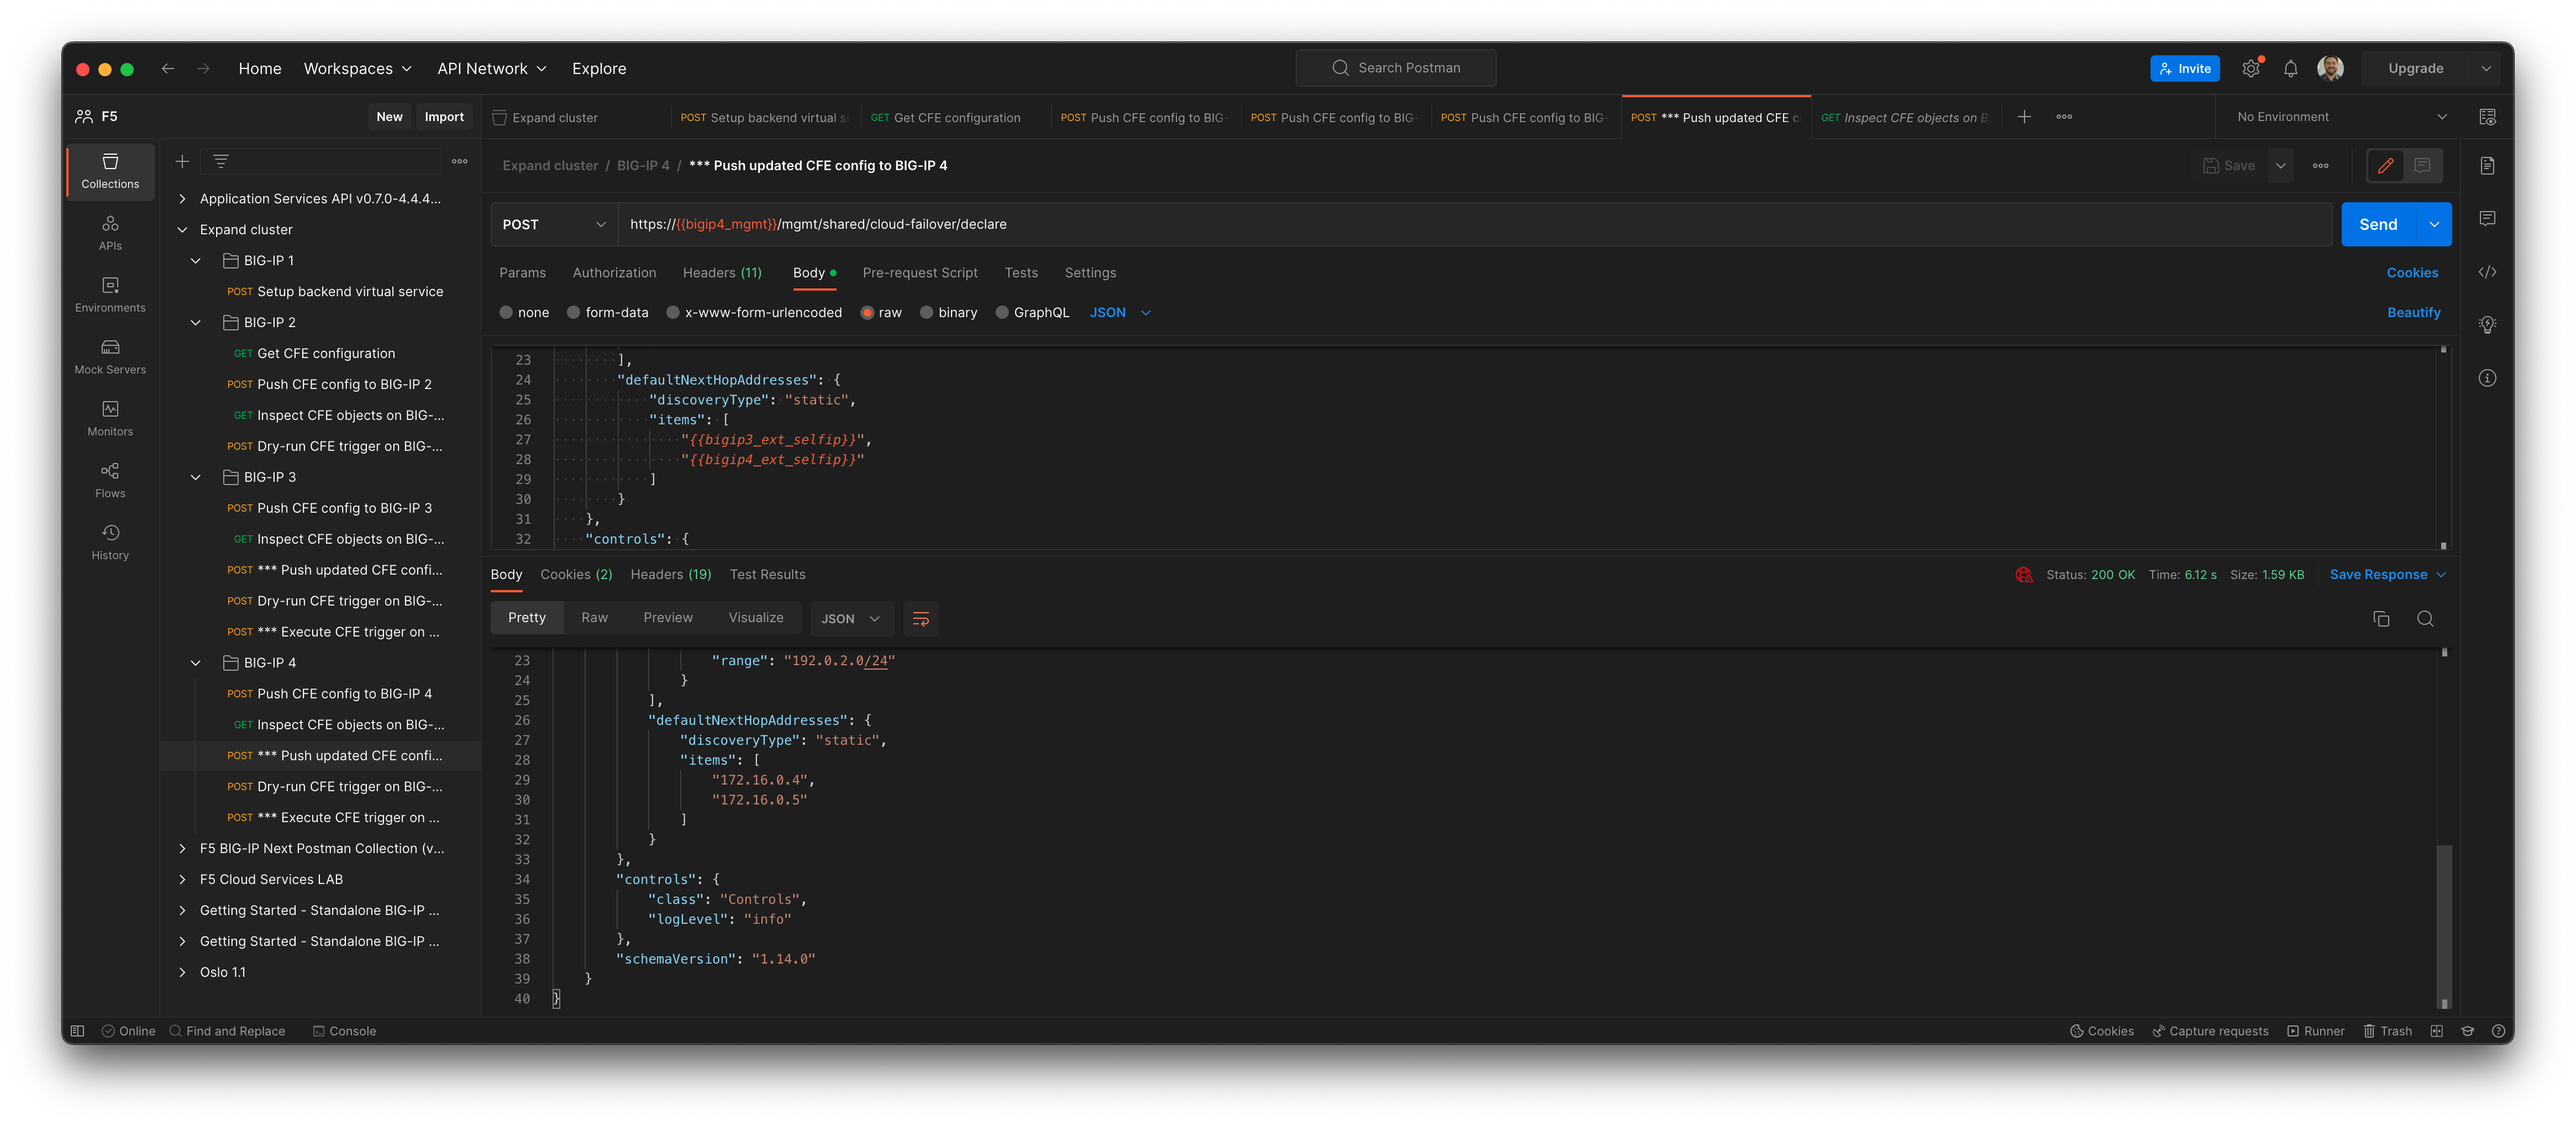 Home Workspaces API Network Explore
Search Postman
Invite
Upgrade
F5
New Import
Expand cluster
POST Setup backend virtual s
GET Get CFE configuration
POST Push CFE config to BIG-
POST Push CFE config to BIG-
POST Push CFE config to BIG-
POST *** Push updated CFE c
GET Inspect CFE objects on B
No Environment
Collections
APIs
Environments
Mock Servers
Monitors
Flows
History
Application Services API v0.7.0-4.4.4...
Expand cluster
BIG-IP 1
POST Setup backend virtual service
BIG-IP 2
GET Get CFE configuration
POST Push CFE config to BIG-IP 2
GET Inspect CFE objects on BIG-...
POST Dry-run CFE trigger on BIG-...
BIG-IP 3
POST Push CFE config to BIG-IP 3
GET Inspect CFE objects on BIG-...
POST *** Push updated CFE confi...
POST Dry-run CFE trigger on BIG-...
POST *** Execute CFE trigger on ...
BIG-IP 4
POST Push CFE config to BIG-IP 4
GET Inspect CFE objects on BIG-...
POST *** Push updated CFE confi...
POST Dry-run CFE trigger on BIG-...
POST *** Execute CFE trigger on ...
F5 BIG-IP Next Postman Collection (v...
F5 Cloud Services LAB
Getting Started - Standalone BIG-IP ...
Getting Started - Standalone BIG-IP ...
Oslo 1.1
Expand cluster / BIG-IP 4 / *** Push updated CFE config to BIG-IP 4
Save
POST
https://{{bigip4_mgmt}}/mgmt/shared/cloud-failover/declare
Send
Params Authorization Headers (11) Body Pre-request Script Tests Settings
Cookies
none form-data x-www-form-urlencoded raw binary GraphQL JSON
Beautify
23 ],
24 "defaultNextHopAddresses": {
25 "discoveryType": "static",
26 "items": [
27 "{{bigip3_ext_selfip}}",
28 "{{bigip4_ext_selfip}}"
29 ]
30 }
31 },
32 "controls": {
Body Cookies (2) Headers (19) Test Results
Status: 200 OK Time: 6.12 s Size: 1.59 KB Save Response
Pretty Raw Preview Visualize JSON
23 "range": "192.0.2.0/24"
24 }
25 ],
26 "defaultNextHopAddresses": {
27 "discoveryType": "static",
28 "items": [
29 "172.16.0.4",
30 "172.16.0.5"
31 ]
32 }
33 },
34 "controls": {
35 "class": "Controls",
36 "logLevel": "info"
37 },
38 "schemaVersion": "1.14.0"
39 }
40 }
Online Find and Replace Console
Cookies Capture requests Runner Trash